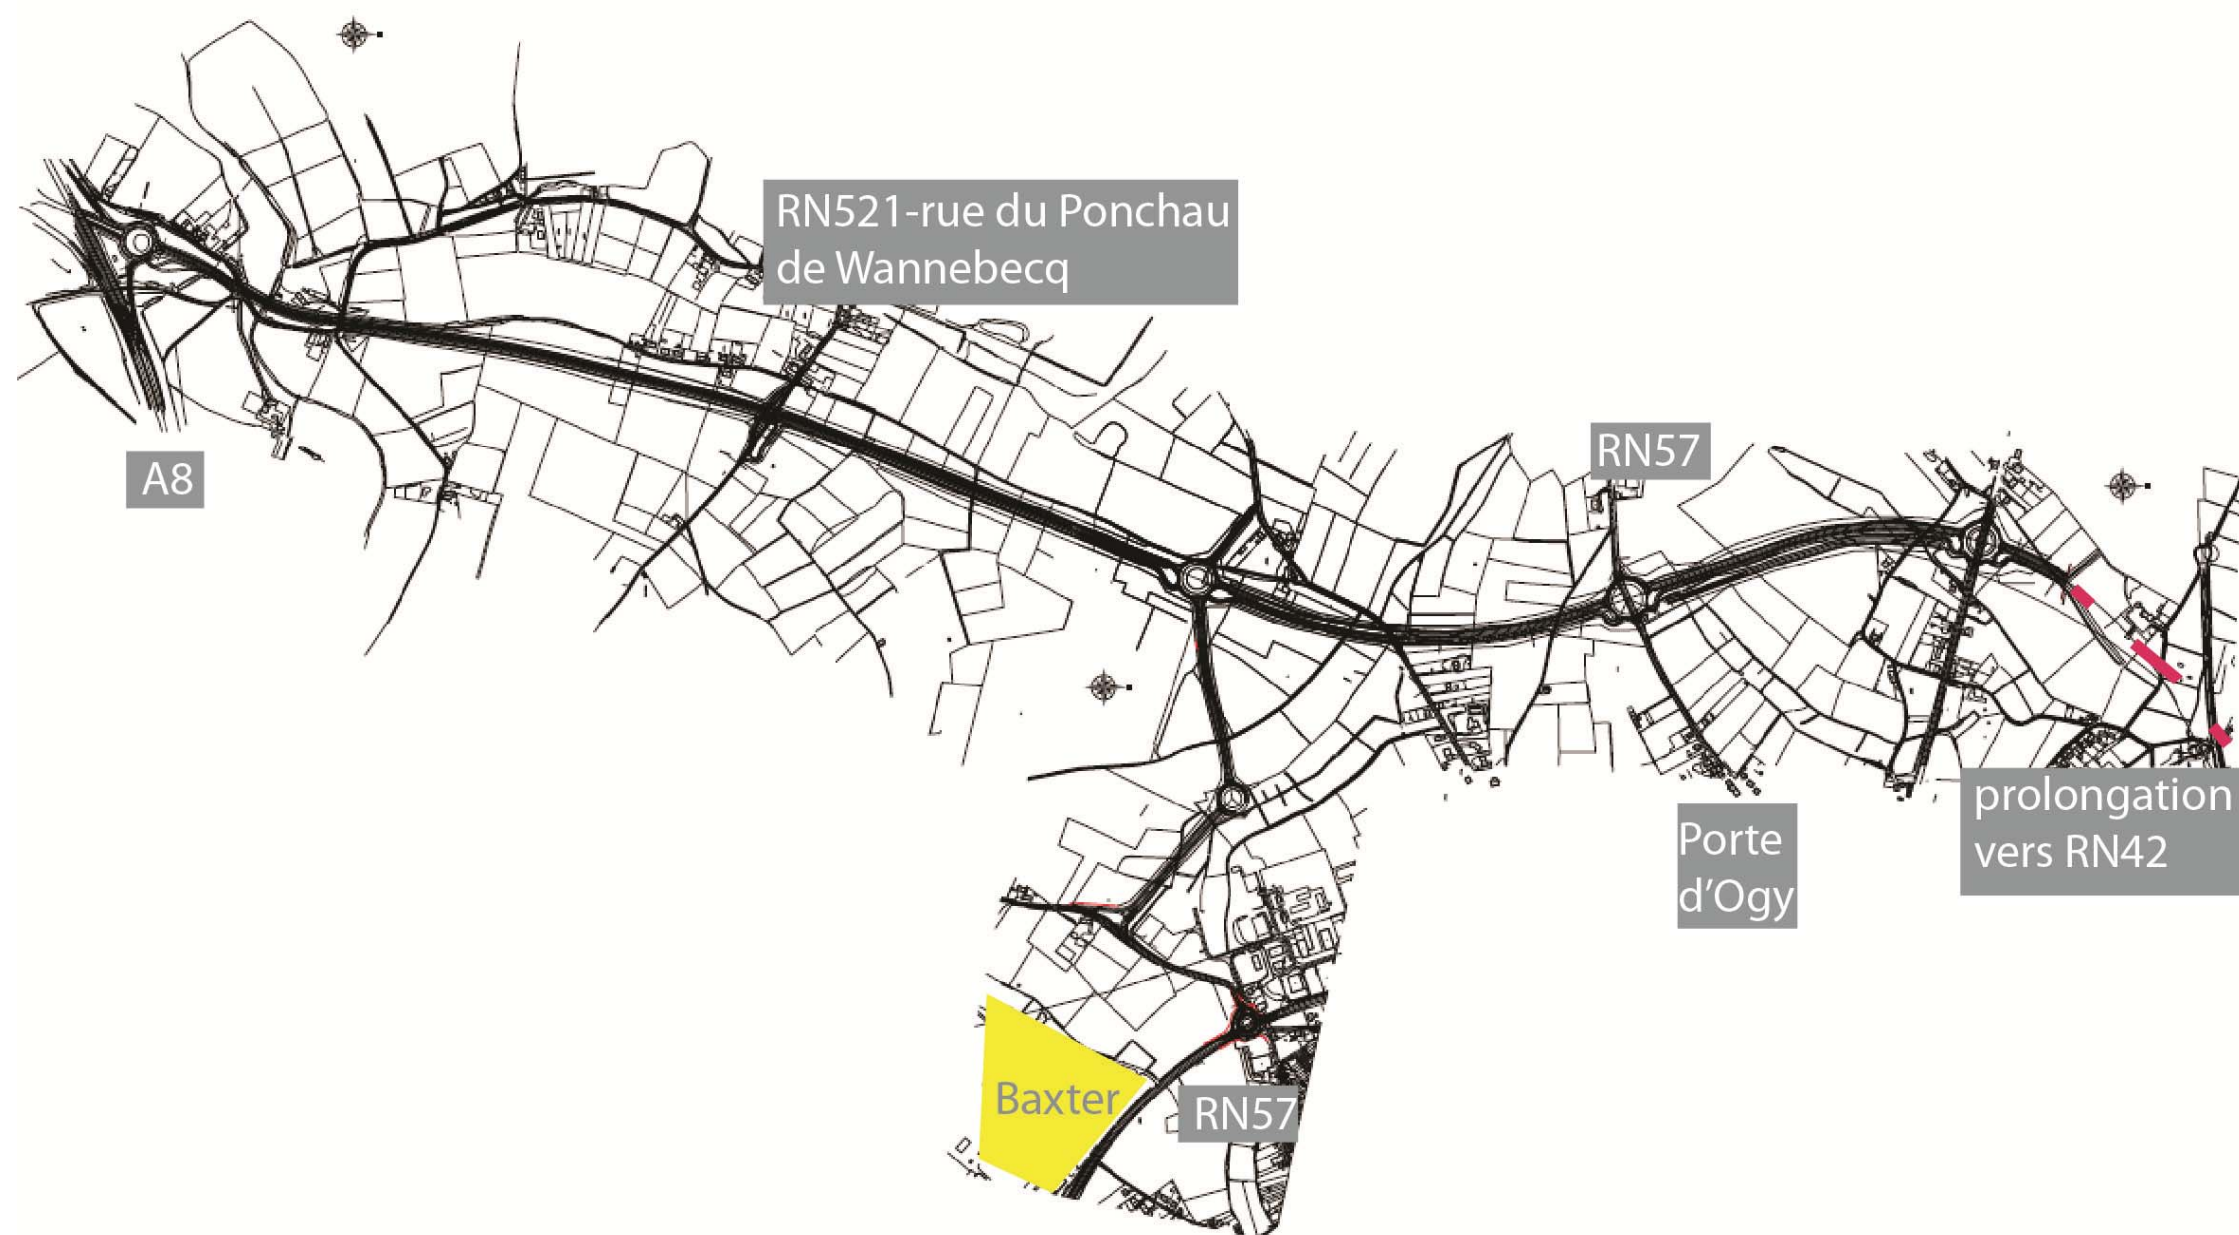 RN521-rue du Ponchau
de Wannebecq
RN57
A8
prolongation
vers RN42
Porte
d'Ogy
Baxter
RN57